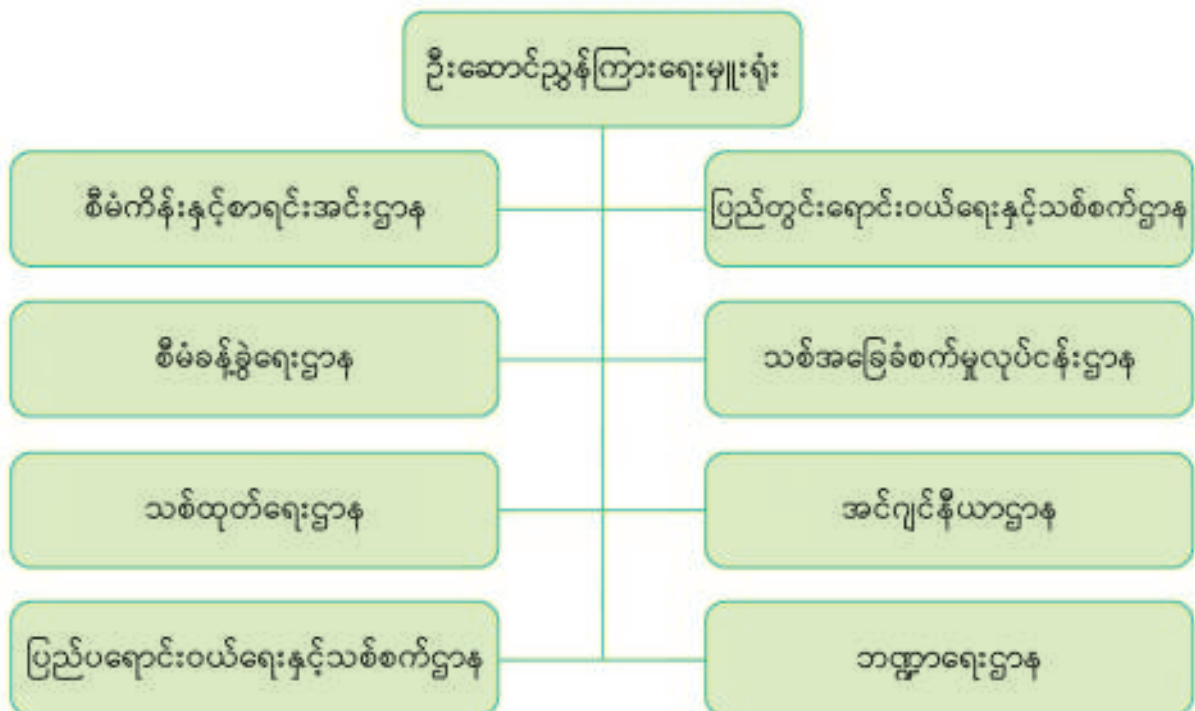 ဦးဆောင်ညွှန်ကြားရေးမှူးရုံး
စီမံကိန်းနှင့်စာရင်းအင်းဌာန
ပြည်တွင်းရောင်းဝယ်ရေးနှင့်သစ်စက်ဌာန
စီမံခန့်ခွဲရေးဌာန
သစ်အခြေခံစက်မှုလုပ်ငန်းဌာန
သစ်ထုတ်ရေးဌာန
အင်ဂျင်နီယာဌာန
ပြည်ပရောင်းဝယ်ရေးနှင့်သစ်စက်ဌာန
ဘဏ္ဍာရေးဌာန